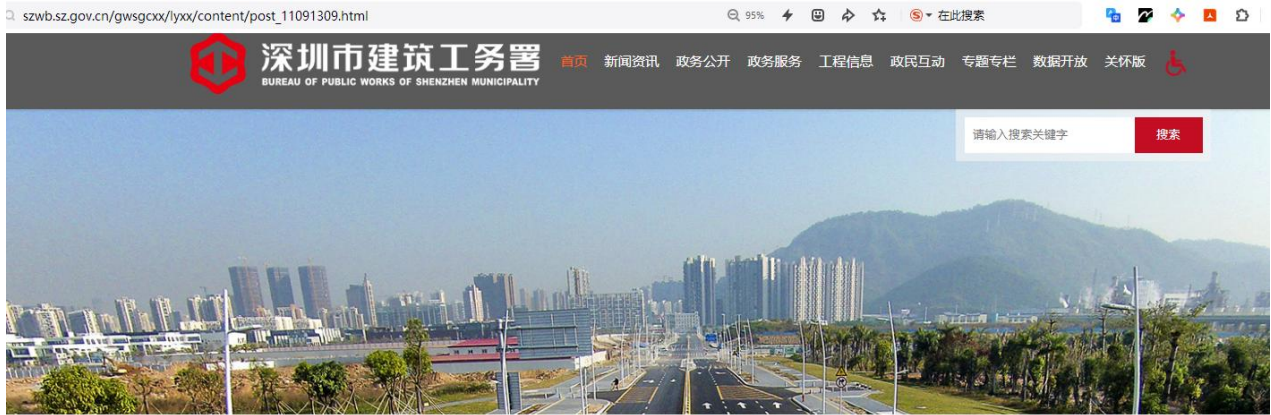 szwb.sz.gov.cn/gwsgcxx/lyxx/content/post_11091309.html
95%
在此搜索
深圳市建筑工务署
BUREAU OF PUBLIC WORKS OF SHENZHEN MUNICIPALITY
首页 新闻资讯 政务公开 政务服务 工程信息 政民互动 专题专栏 数据开放 关怀版
请输入搜索关键字 搜索